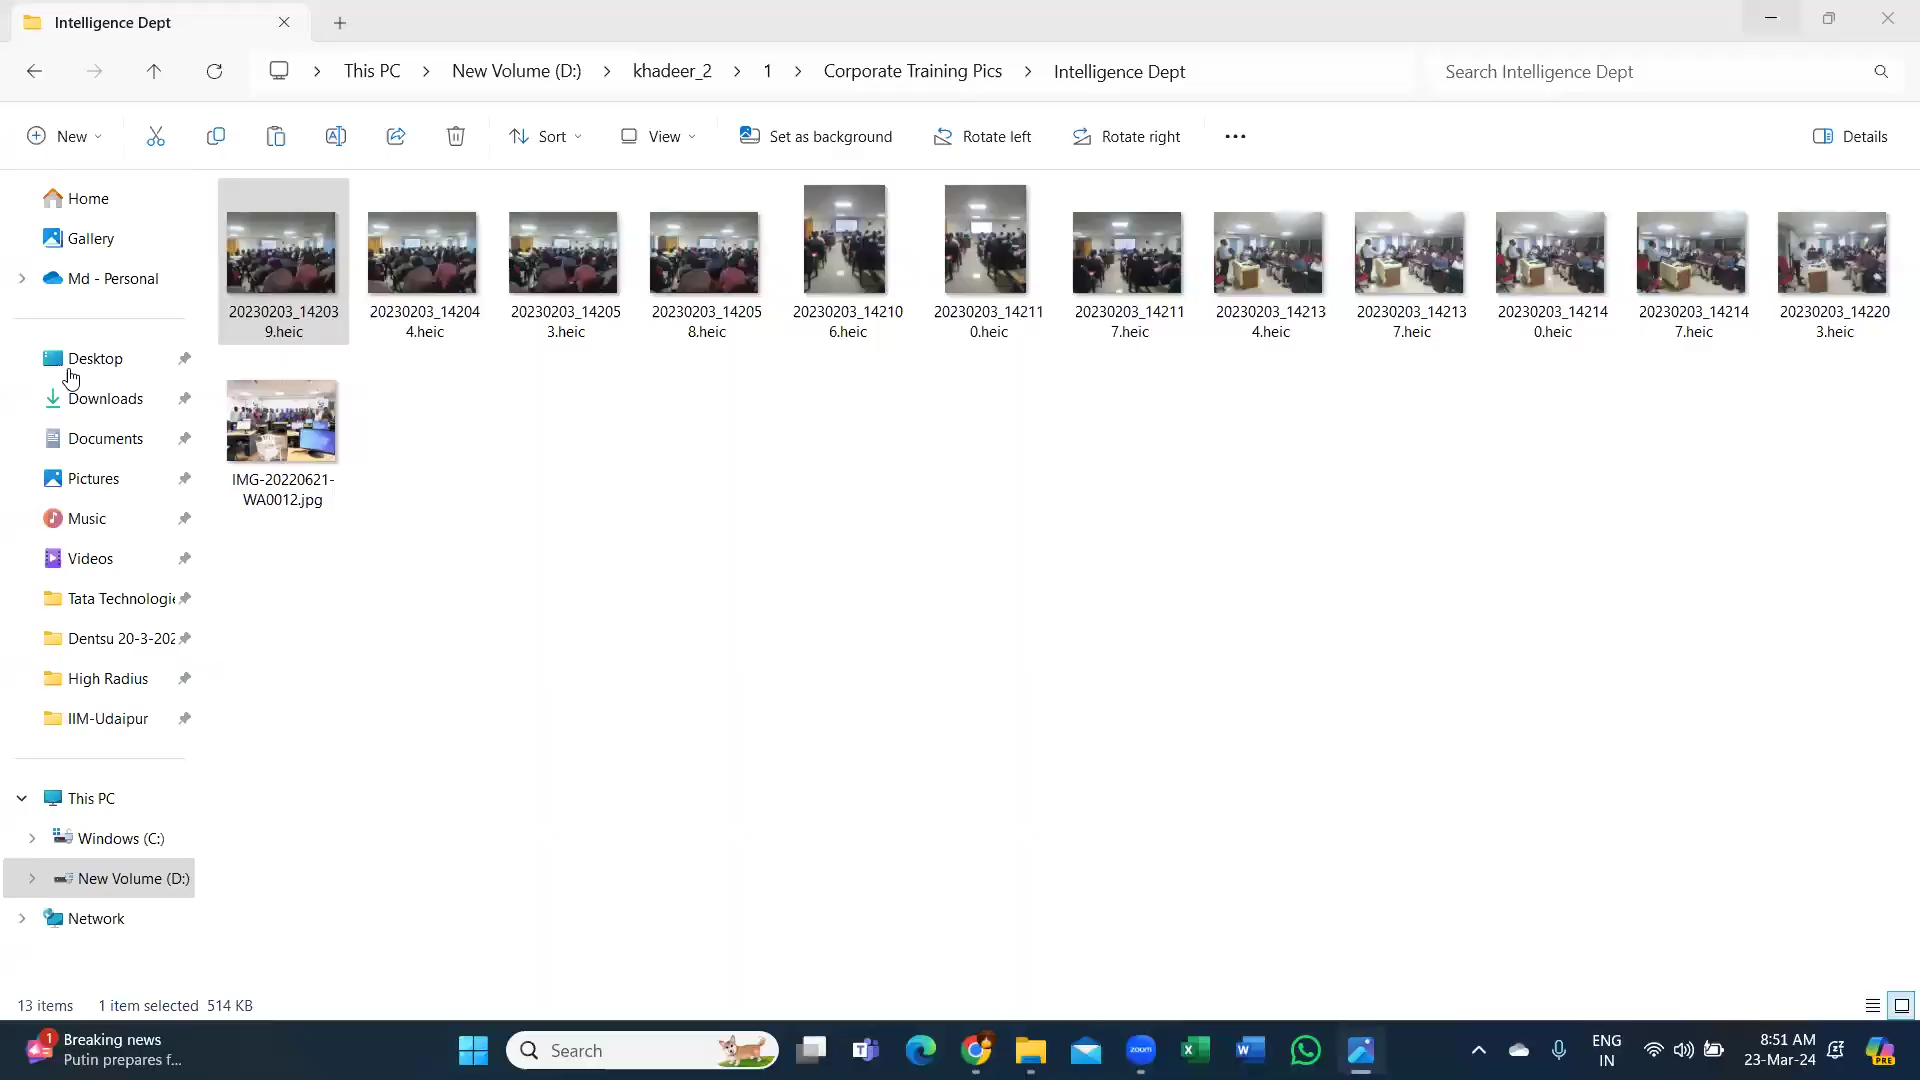 Intelligence Dept
This PC > New Volume (D:) > khadeer_2 > 1 > Corporate Training Pics > Intelligence Dept
Search Intelligence Dept
New
Sort
View
Set as background
Rotate left
Rotate right
Details
Home
Gallery
Md - Personal
Desktop
Downloads
Documents
Pictures
Music
Videos
Tata Technologie
Dentsu 20-3-202
High Radius
IIM-Udaipur
This PC
Windows (C:)
New Volume (D:)
Network
20230203_14203
9.heic
20230203_14204
4.heic
20230203_14205
3.heic
20230203_14205
8.heic
20230203_14210
6.heic
20230203_14211
0.heic
20230203_14211
7.heic
20230203_14213
4.heic
20230203_14213
7.heic
20230203_14214
0.heic
20230203_14214
7.heic
20230203_14220
3.heic
IMG-20220621-
WA0012.jpg
13 items 1 item selected 514 KB
1
Breaking news
Putin prepares f...
Search
zoom
ENG
IN
8:51 AM
23-Mar-24
PRE